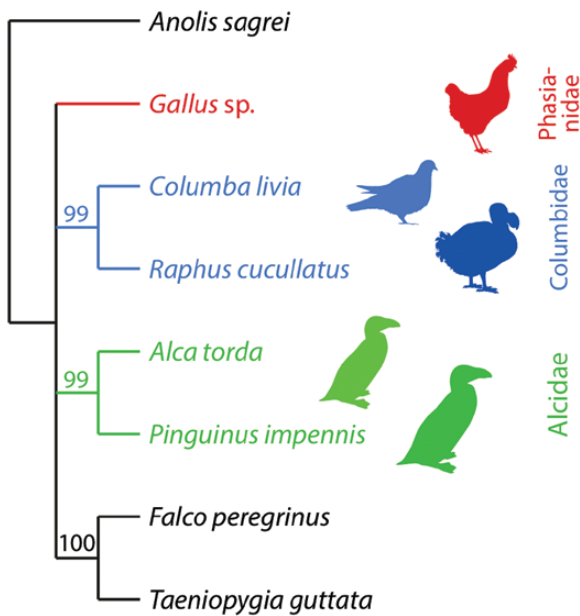 Anolis sagrei
Gallus sp.
Phasia-
nidae
Columba livia
99
Raphus cucullatus
Columbidae
Alca torda
99
Pinguinus impennis
Alcidae
Falco peregrinus
100
Taeniopygia guttata